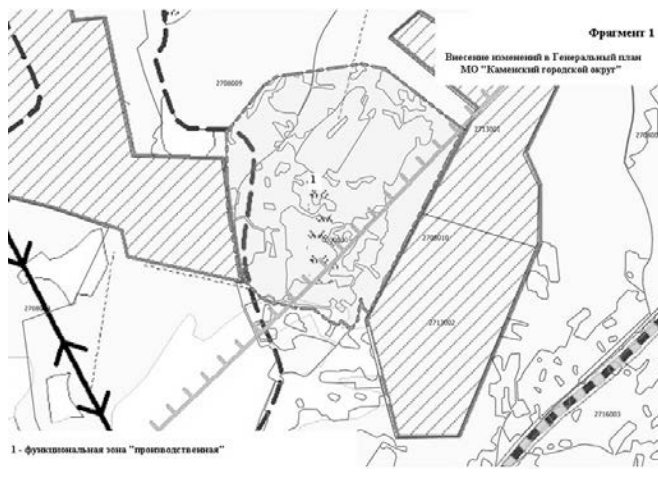 Фрагмент 1
Внесение изменений в Генеральный план
МО "Каменский городской округ"
2708009
2713001
1
2708010
2713002
2716003
1 - функциональная зона "производственная"